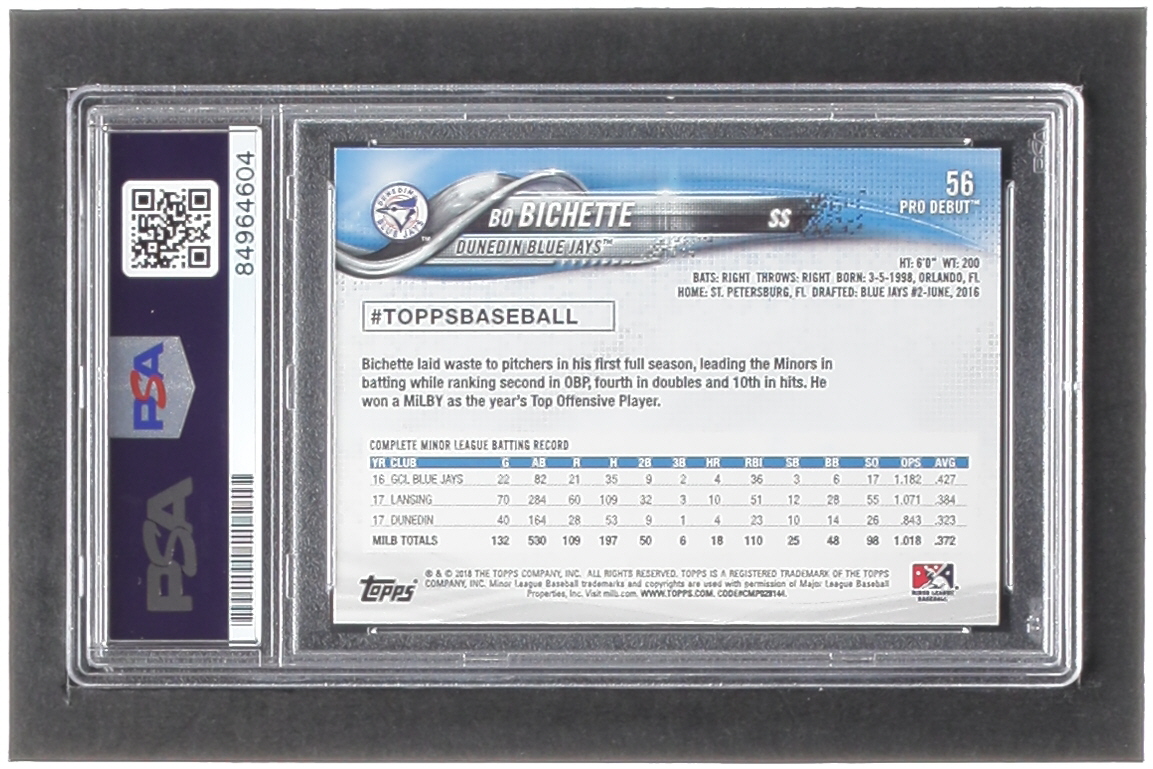 84964604
PSA
PSA
DUNEDIN BLUE JAYS
BO BICHETTE SS
DUNEDIN BLUE JAYS™
56
PRO DEBUT™
HT: 6'0" WT: 200
BATS: RIGHT THROWS: RIGHT BORN: 3-5-1998, ORLANDO, FL
HOME: ST. PETERSBURG, FL DRAFTED: BLUE JAYS #2-JUNE, 2016
#TOPPSBASEBALL
Bichette laid waste to pitchers in his first full season, leading the Minors in
batting while ranking second in OBP, fourth in doubles and 10th in hits. He
won a MiLBY as the year's Top Offensive Player.
COMPLETE MINOR LEAGUE BATTING RECORD
YR CLUB G AB R H 2B 3B HR RBI SB BB SO OPS AVG
16 GCL BLUE JAYS 22 82 21 35 9 2 4 36 3 6 17 1.182 .427
17 LANSING 70 284 60 109 32 3 10 51 12 28 55 1.071 .384
17 DUNEDIN 40 164 28 53 9 1 4 23 10 14 26 .843 .323
MILB TOTALS 132 530 109 197 50 6 18 110 25 48 98 1.018 .372
Topps
® & © 2018 THE TOPPS COMPANY, INC. ALL RIGHTS RESERVED. TOPPS IS A REGISTERED TRADEMARK OF THE TOPPS
COMPANY, INC. Minor League Baseball trademarks and copyrights are used with permission of Major League Baseball
Properties, Inc. Visit milb.com. WWW.TOPPS.COM. CODE#CMP028144.
MINOR LEAGUE
BASEBALL